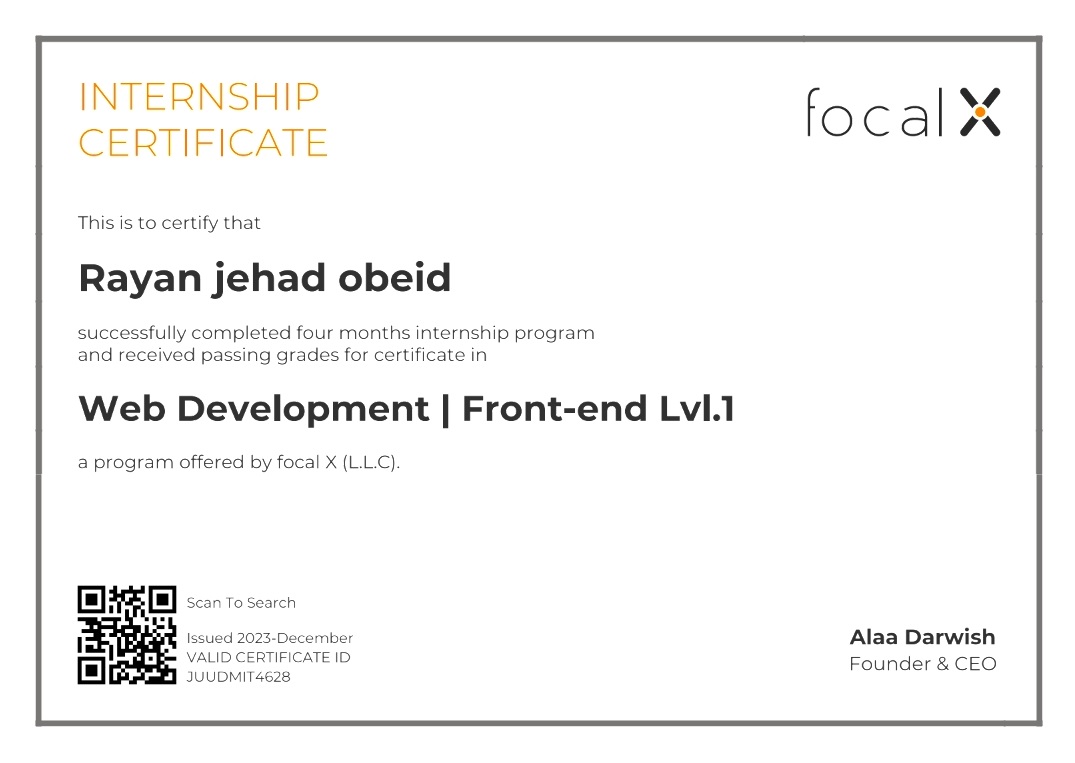 INTERNSHIP
CERTIFICATE
focal X
This is to certify that
Rayan jehad obeid
successfully completed four months internship program
and received passing grades for certificate in
Web Development | Front-end Lvl.1
a program offered by focal X (L.L.C).
Scan To Search
Issued 2023-December
VALID CERTIFICATE ID
JUUDMIT4628
Alaa Darwish
Founder & CEO